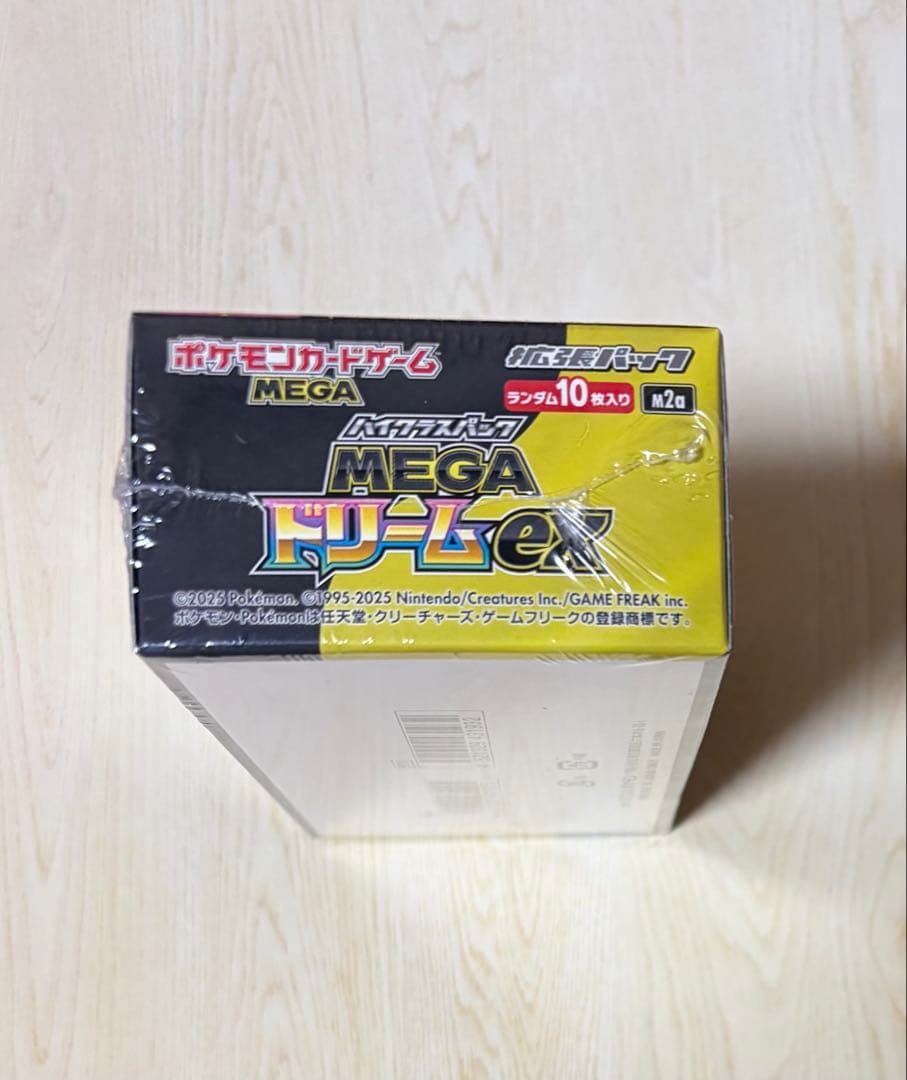 ポケモンカードゲーム
MEGA
拡張パック
ランダム10枚入り
M2a
ハイクラスパック
MEGA
ドリームex
©2025 Pokémon. ©1995-2025 Nintendo/Creatures Inc./GAME FREAK inc.
ポケモン・Pokémonは任天堂・クリーチャーズ・ゲームフリークの登録商標です。